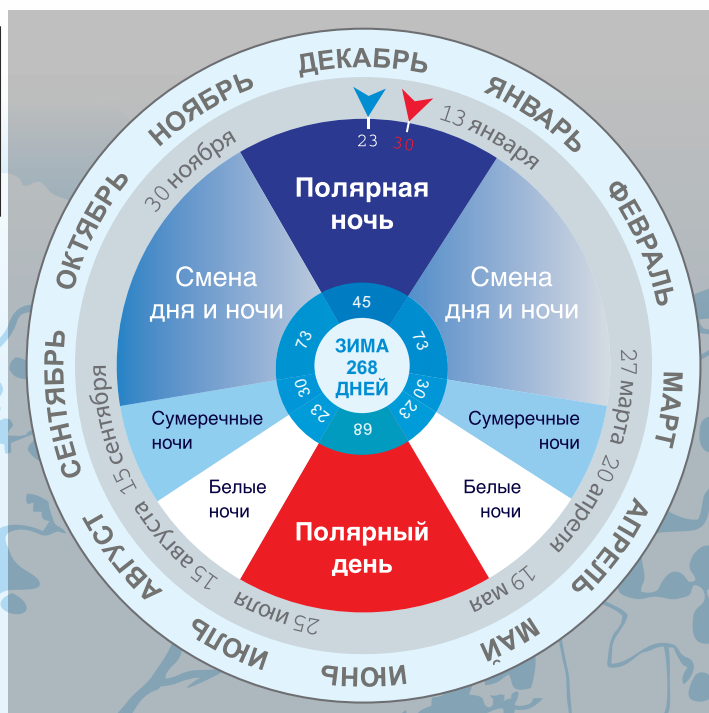 ДЕКАБРЬ
ЯНВАРЬ
ФЕВРАЛЬ
МАРТ
АПРЕЛЬ
МАЙ
ИЮНЬ
ИЮЛЬ
АВГУСТ
СЕНТЯБРЬ
ОКТЯБРЬ
НОЯБРЬ
13 января
27 марта
20 апреля
19 мая
25 июля
15 августа
15 сентября
30 ноября
23
30
Полярная
ночь
Смена
дня и ночи
Смена
дня и ночи
Сумеречные
ночи
Сумеречные
ночи
Белые
ночи
Белые
ночи
Полярный
день
45
73
30
23
68
23
30
73
ЗИМА
268
ДНЕЙ